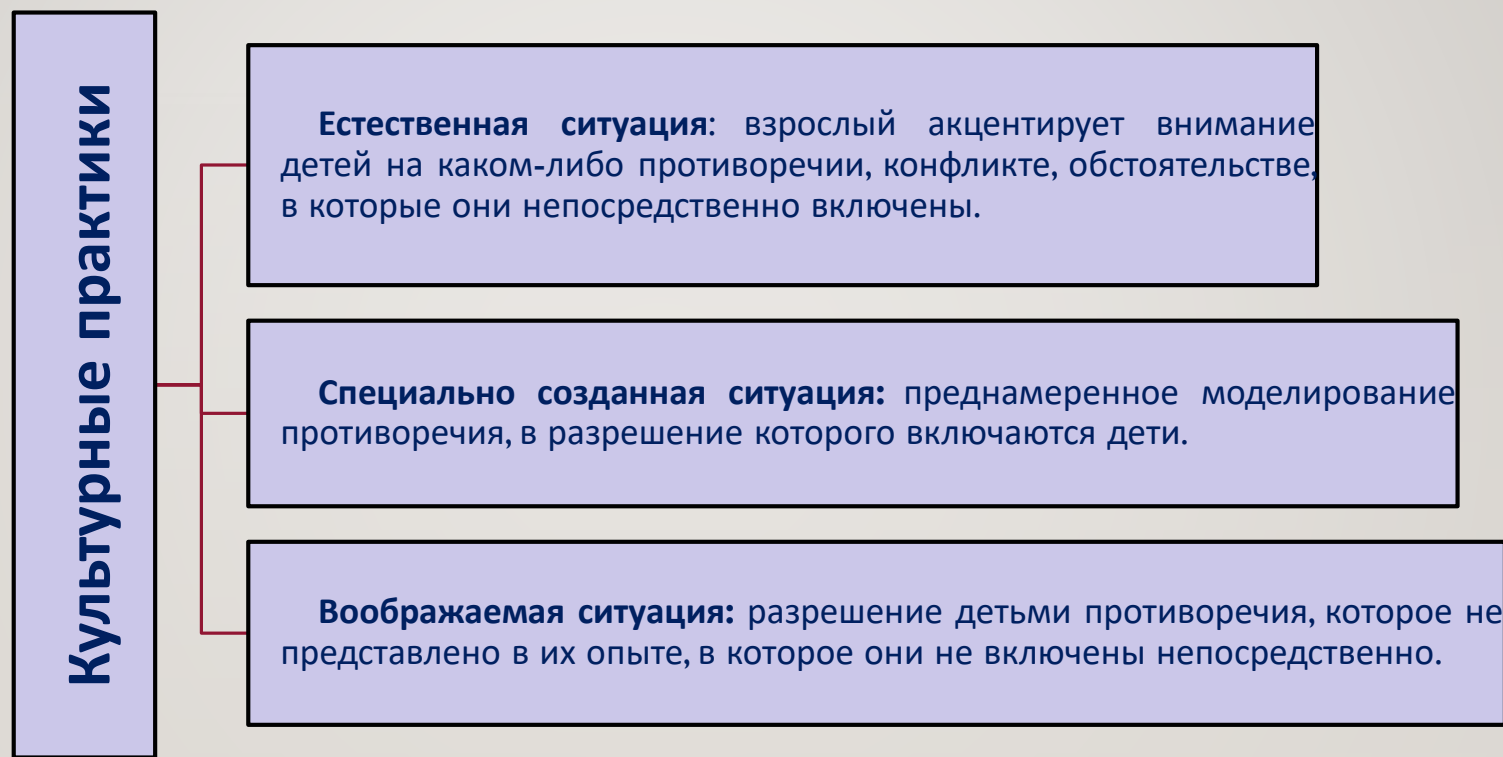 Культурные практики
Естественная ситуация: взрослый акцентирует внимание
детей на каком-либо противоречии, конфликте, обстоятельстве,
в которые они непосредственно включены.
Специально созданная ситуация: преднамеренное моделирование
противоречия, в разрешение которого включаются дети.
Воображаемая ситуация: разрешение детьми противоречия, которое не
представлено в их опыте, в которое они не включены непосредственно.